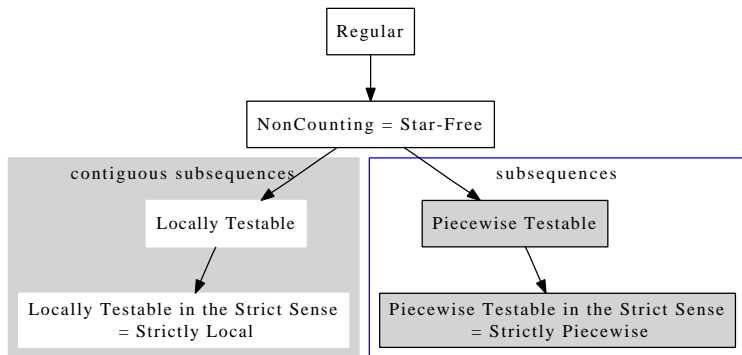 Regular
NonCounting = Star-Free
contiguous subsequences
subsequences
Locally Testable
Piecewise Testable
Locally Testable in the Strict Sense
= Strictly Local
Piecewise Testable in the Strict Sense
= Strictly Piecewise